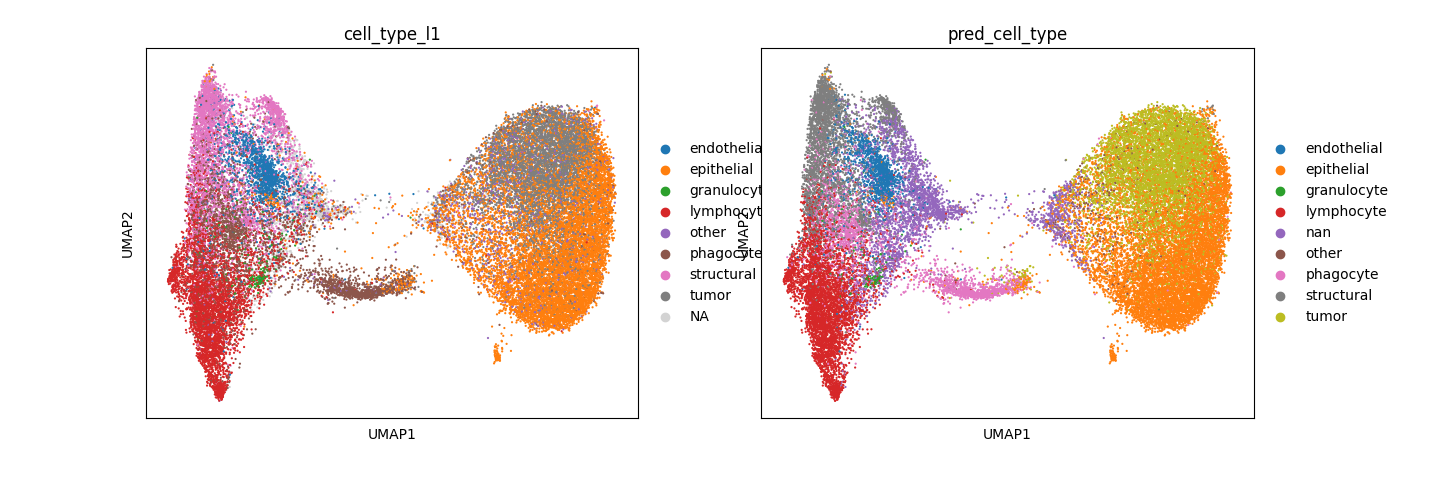 cell_type_l1
pred_cell_type
UMAP2
UMAP1
endothelia
epithelial
granulocyt
lymphocyt
other
phagocyte
structural
tumor
NA
UMAP2
UMAP1
endothelial
epithelial
granulocyte
lymphocyte
nan
other
phagocyte
structural
tumor